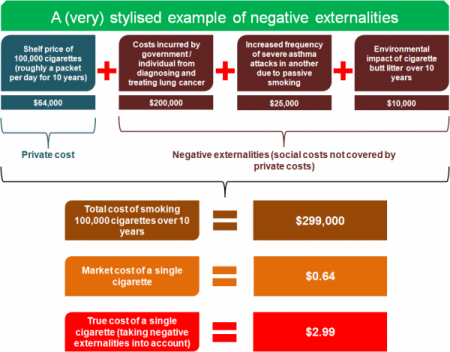 A (very) stylised example of negative externalities
Shelf price of
100,000 cigarettes
(roughly a packet
per day for 10 years)
Costs incurred by
government /
individual from
diagnosing and
treating lung cancer
Increased frequency
of severe asthma
attacks in another
due to passive
smoking
Environmental
impact of cigarette
butt litter over 10
years
$64,000
$200,000
$25,000
$10,000
Private cost
Negative externalities (social costs not covered by
private costs)
Total cost of smoking
100,000 cigarettes over 10
years
=
$299,000
Market cost of a single
cigarette
=
$0.64
True cost of a single
cigarette (taking negative
externalities into account)
=
$2.99